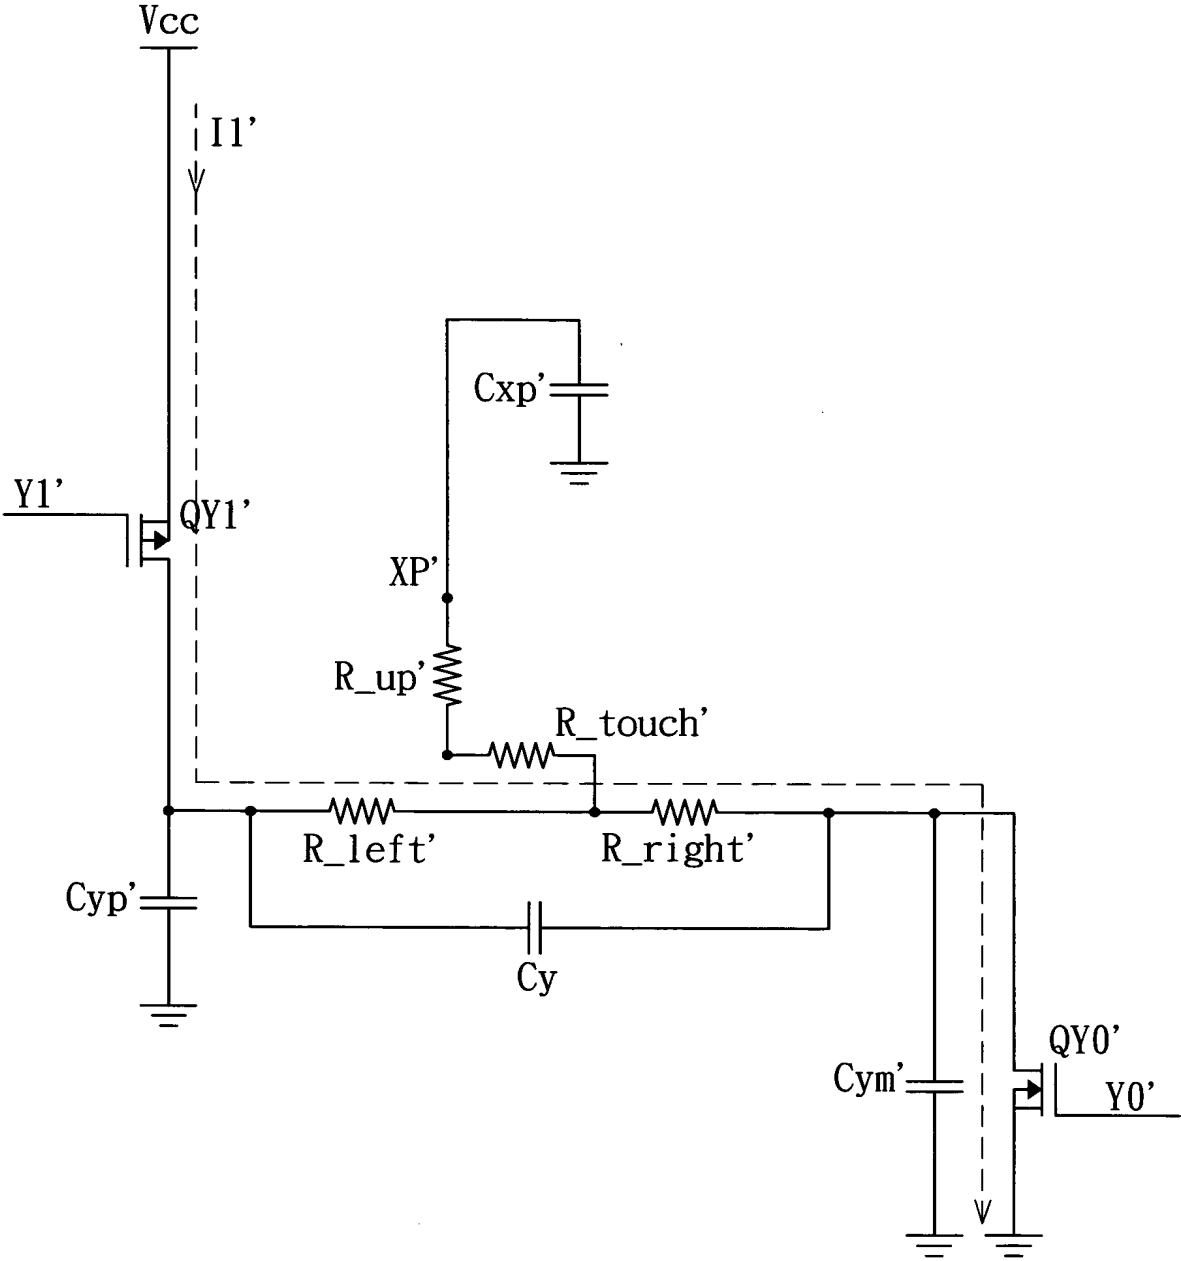 Vcc
I1'
Cxp'
Y1'
QY1'
XP'
R_up'
R_touch'
R_left'
R_right'
Cyp'
Cy
QY0'
Cym'
Y0'